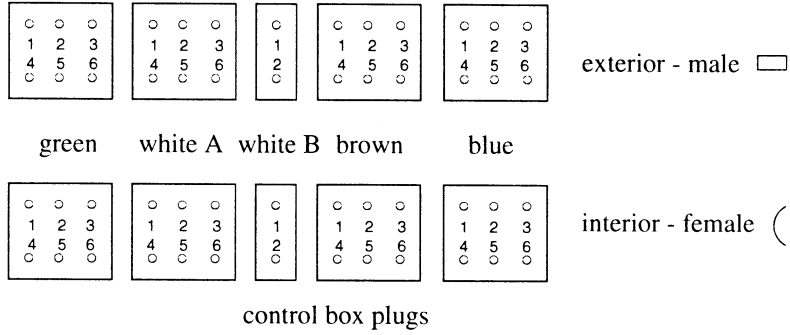 1 2 3 1 2 3 1 1 2 3 1 2 3
4 5 6 4 5 6 2 4 5 6 4 5 6
exterior - male
green white A white B brown blue
1 2 3 1 2 3 1 1 2 3 1 2 3
4 5 6 4 5 6 2 4 5 6 4 5 6
interior - female
control box plugs